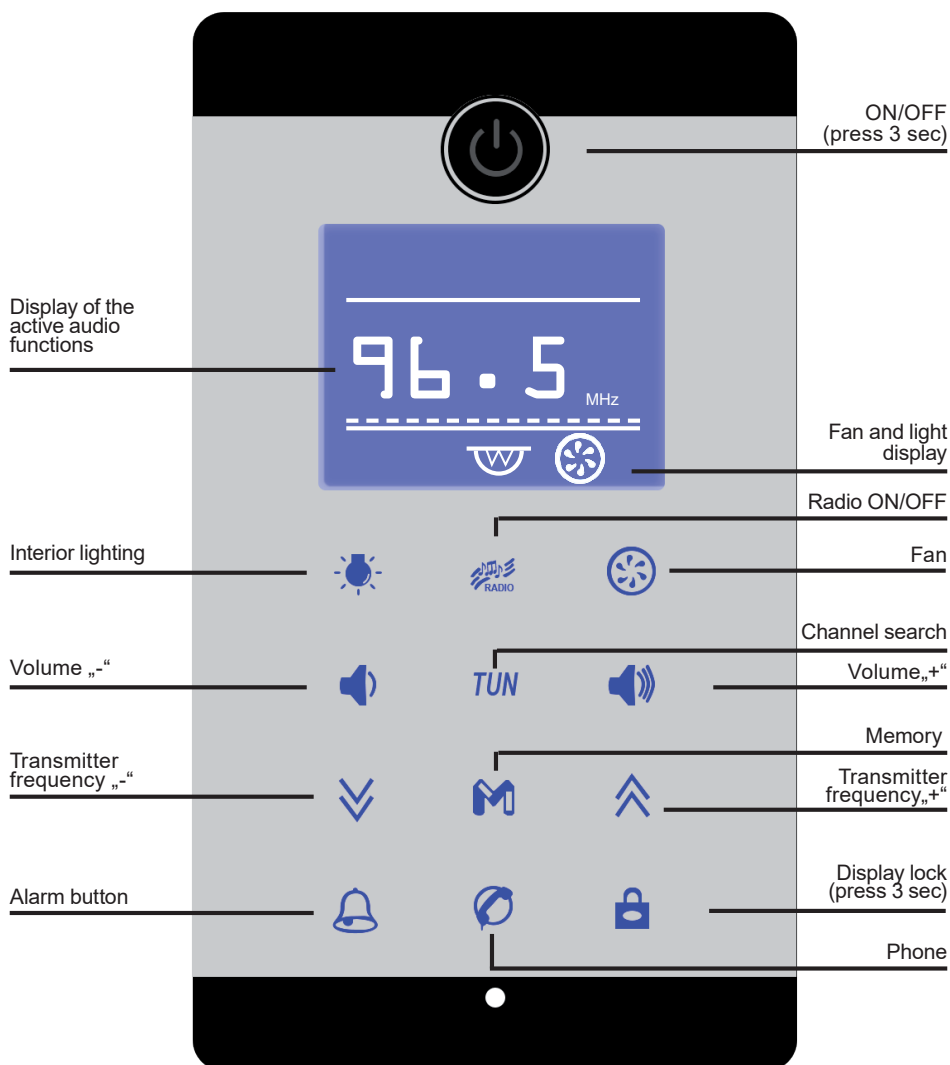 ON/OFF
(press 3 sec)
Display of the
active audio
functions
96.5
MHz
Fan and light
display
Radio ON/OFF
Interior lighting
RADIO
Fan
Channel search
Volume „-“
TUN
Volume„+“
Memory
Transmitter
frequency „-“
M
Transmitter
frequency„+“
Alarm button
Display lock
(press 3 sec)
Phone